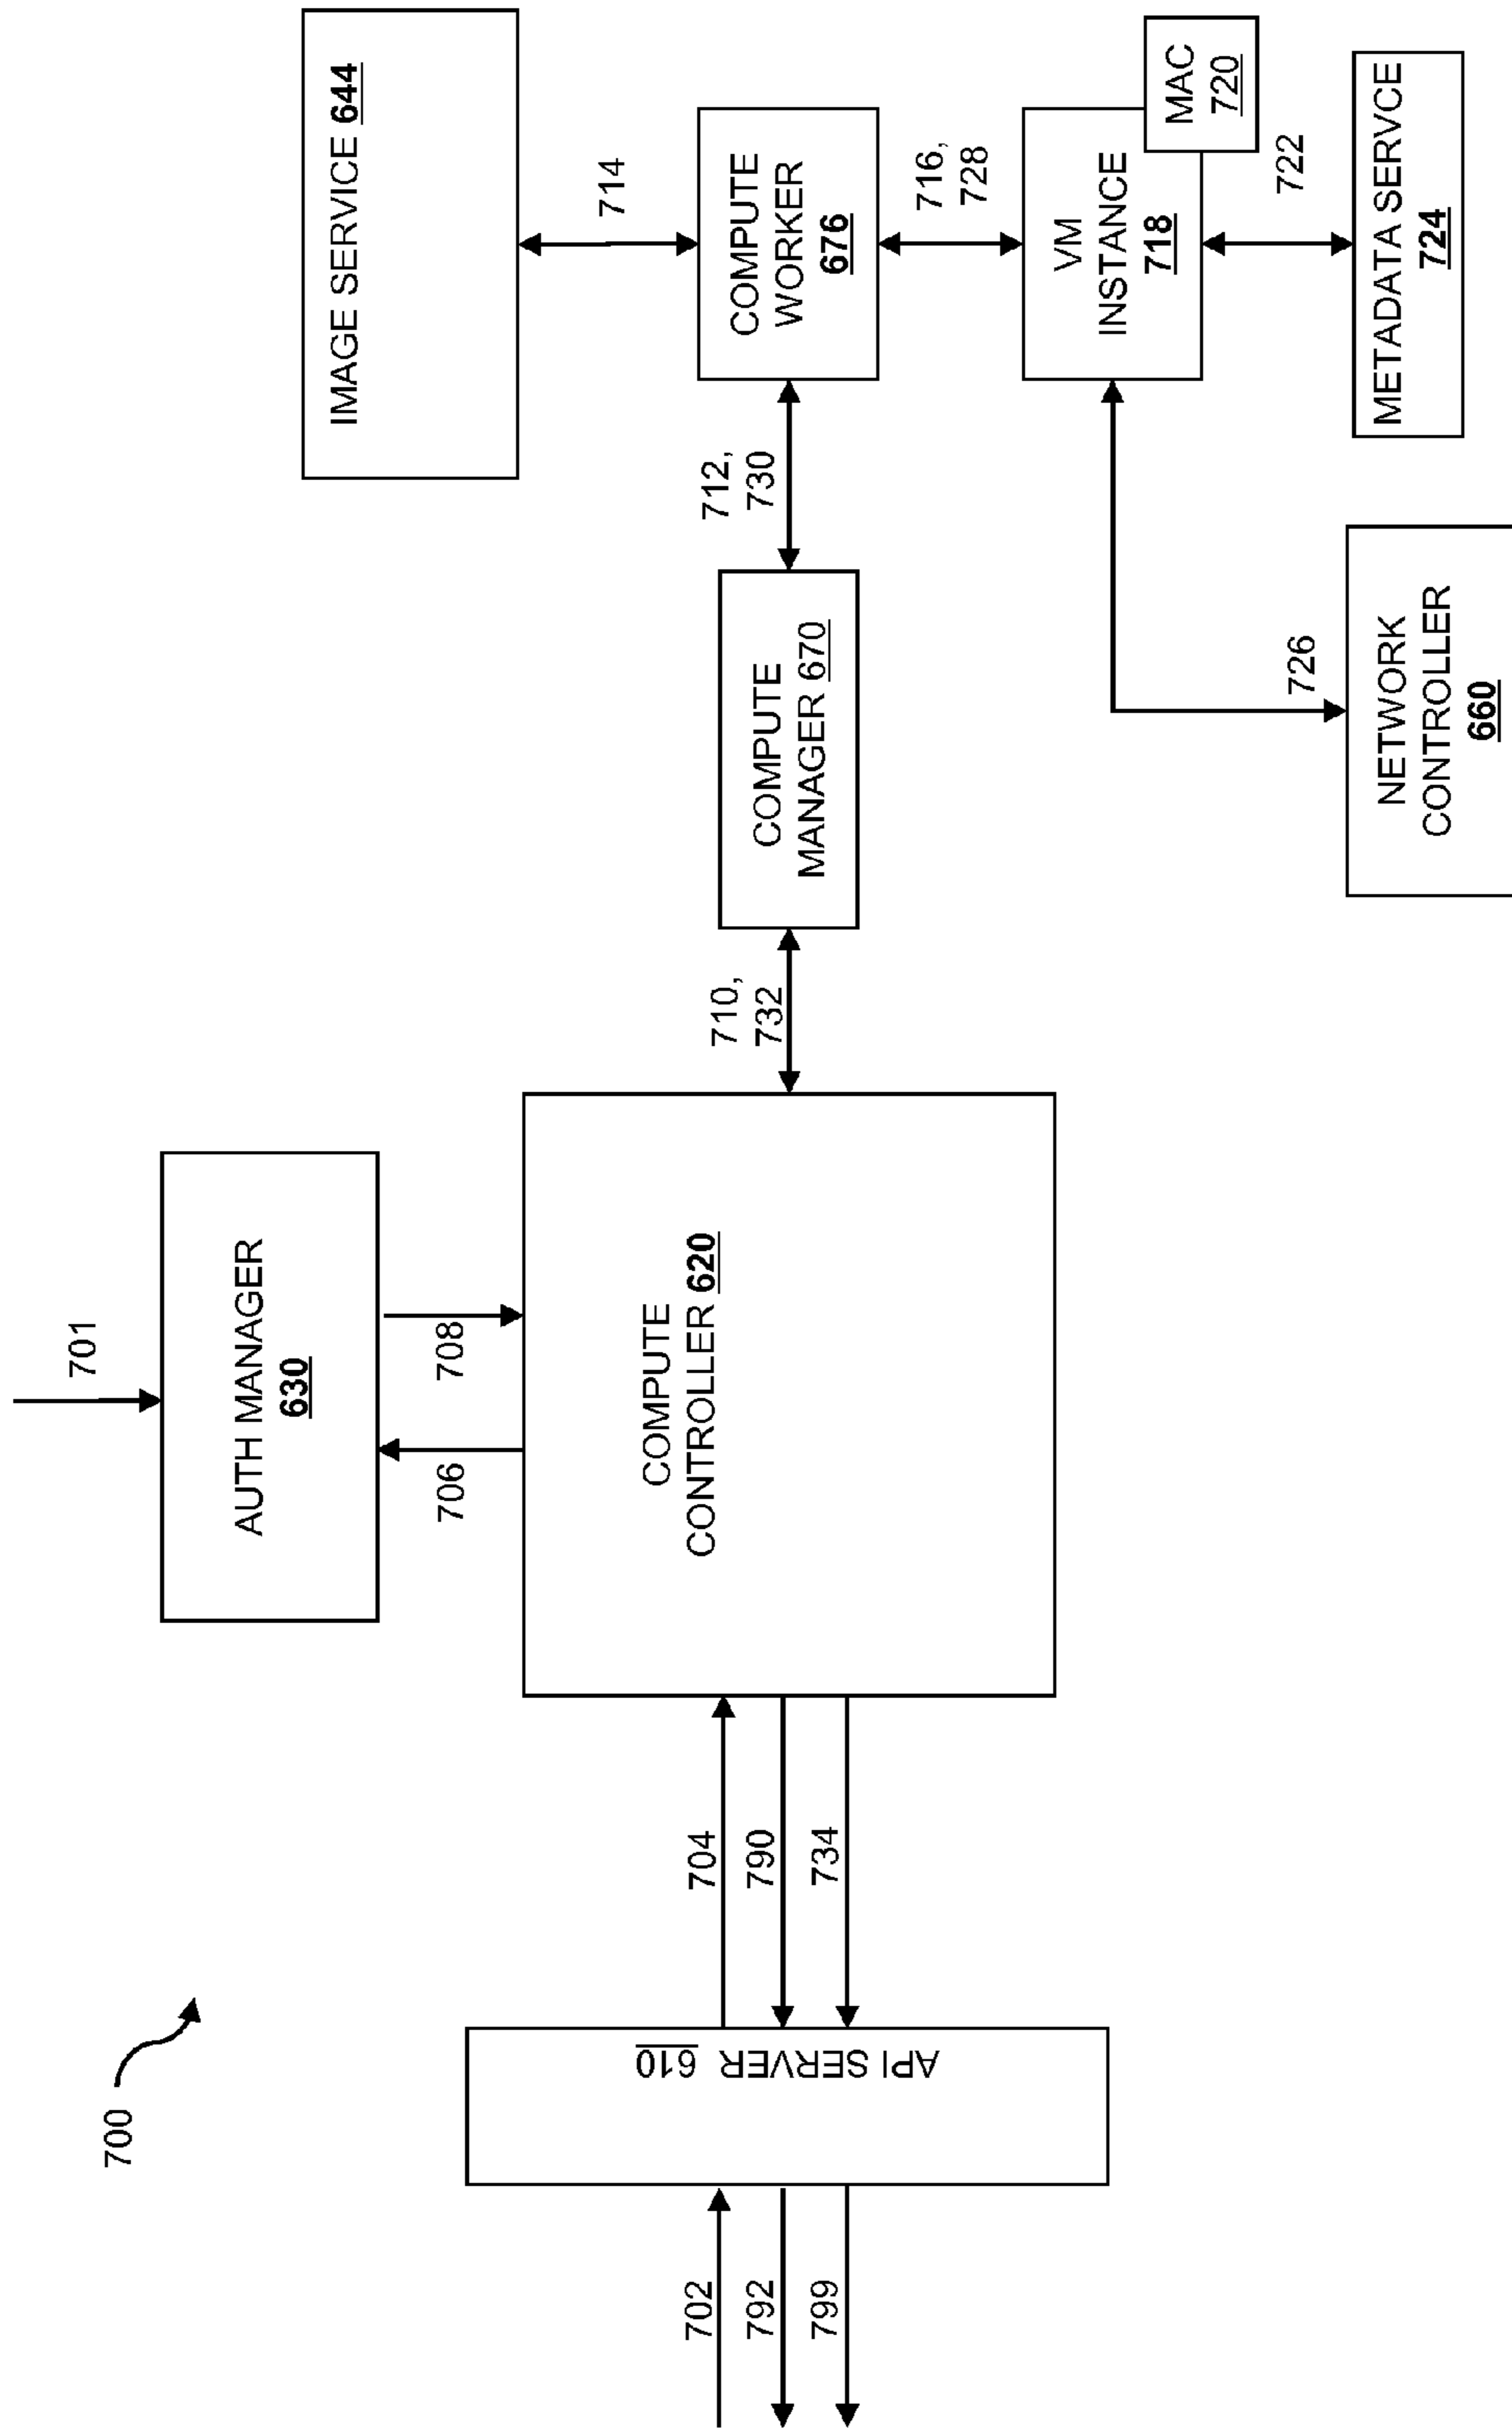 700
702
792
799
API SERVER 610
704
790
734
701
AUTH MANAGER
630
706
708
COMPUTE
CONTROLLER 620
710,
732
COMPUTE
MANAGER 670
712,
730
IMAGE SERVICE 644
714
COMPUTE
WORKER
676
716,
728
VM
INSTANCE
718
MAC
720
722
METADATA SERVCE
724
726
NETWORK
CONTROLLER
660